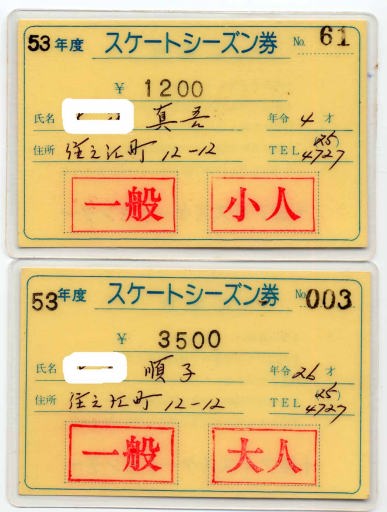 53年度 スケートシーズン券 No. 61
¥ 1200
氏名 真吾 年令 4 才
住所 住之江町 12-12 TEL (25) 4727
一般 小人
53年度 スケートシーズン券 No. 003
¥ 3500
氏名 順子 年令 26 才
住所 住之江町 12-12 TEL (25) 4727
一般 大人